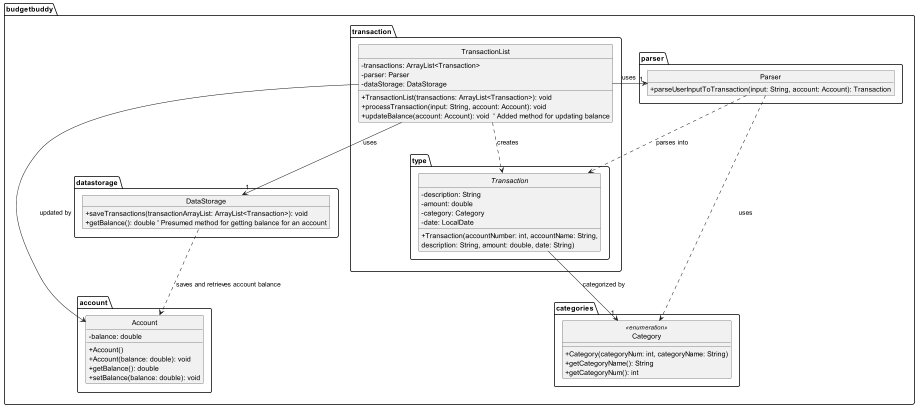 budgetbuddy
transaction
TransactionList
-transactions: ArrayList<Transaction>
-parser: Parser
-dataStorage: DataStorage
+TransactionList(transactions: ArrayList<Transaction>): void
+processTransaction(input: String, account: Account): void
+updateBalance(account: Account): void ' Added method for updating balance
parser
Parser
+parseUserInputToTransaction(input: String, account: Account): Transaction
uses
1
uses
creates
parses into
type
Transaction
-description: String
-amount: double
-category: Category
-date: LocalDate
+Transaction(accountNumber: int, accountName: String,
description: String, amount: double, date: String)
datastorage
1
DataStorage
+saveTransactions(transactionArrayList: ArrayList<Transaction>): void
+getBalance(): double ' Presumed method for getting balance for an account
updated by
uses
saves and retrieves account balance
categorized by
account
Account
-balance: double
+Account()
+Account(balance: double): void
+getBalance(): double
+setBalance(balance: double): void
categories
1
«enumeration»
Category
+Category(categoryNum: int, categoryName: String)
+getCategoryName(): String
+getCategoryNum(): int